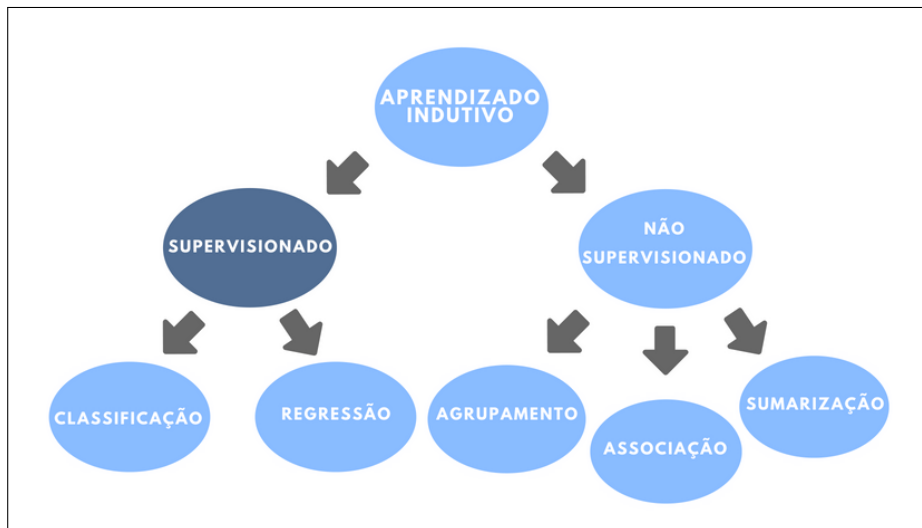 APRENDIZADO
INDUTIVO
SUPERVISIONADO
NÃO
SUPERVISIONADO
CLASSIFICAÇÃO
REGRESSÃO
AGRUPAMENTO
ASSOCIAÇÃO
SUMARIZAÇÃO